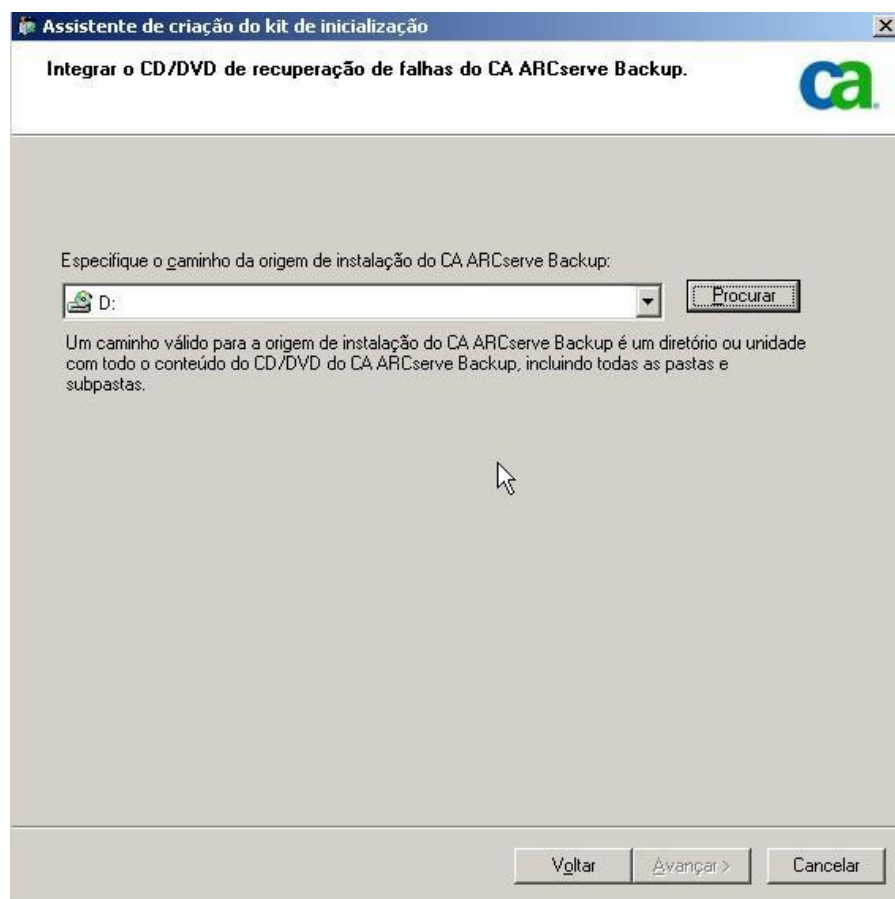 Assistente de criação do kit de inicialização
Integrar o CD/DVD de recuperação de falhas do CA ARCserve Backup.
ca
Especifique o caminho da origem de instalação do CA ARCserve Backup:
D:
Procurar
Um caminho válido para a origem de instalação do CA ARCserve Backup é um diretório ou unidade
com todo o conteúdo do CD/DVD do CA ARCserve Backup, incluindo todas as pastas e
subpastas.
Voltar
Avançar >
Cancelar